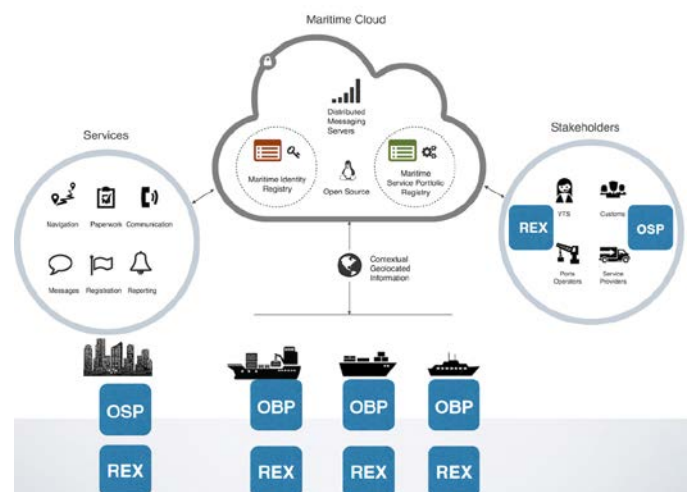 Maritime Cloud
Distributed
Messaging
Servers
Maritime Identity
Registry
Open Source
Maritime
Service Portfolio
Registry
Services
Navigation
Paperwork
Communication
Messages
Registration
Reporting
Stakeholders
VTS
Customs
REX
OSP
Ports
Operators
Service
Providers
Contextual
Geolocated
Information
OSP
OBP
OBP
OBP
REX
REX
REX
REX